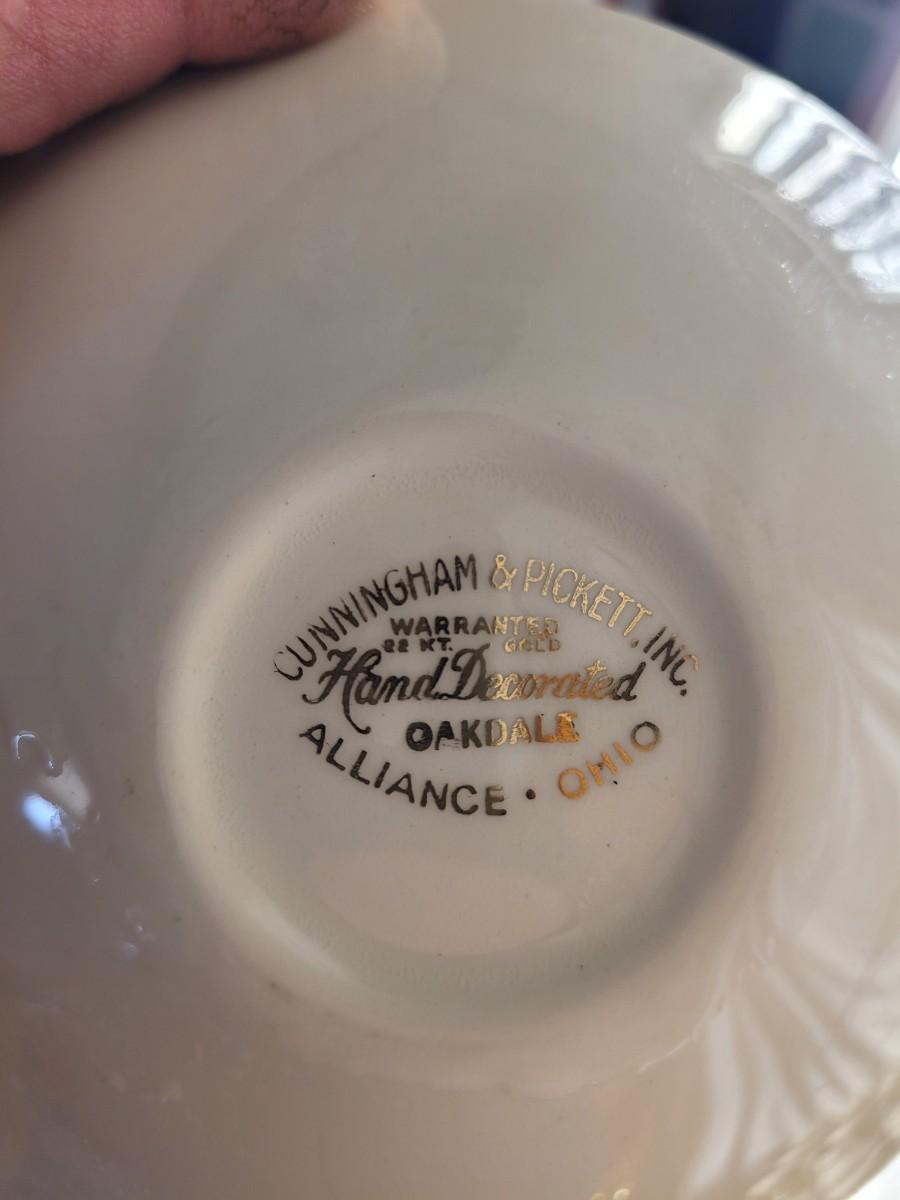 CUNNINGHAM & PICKETT, INC.
WARRANTED
22 KT. GOLD
Hand Decorated
OAKDALE
ALLIANCE • OHIO